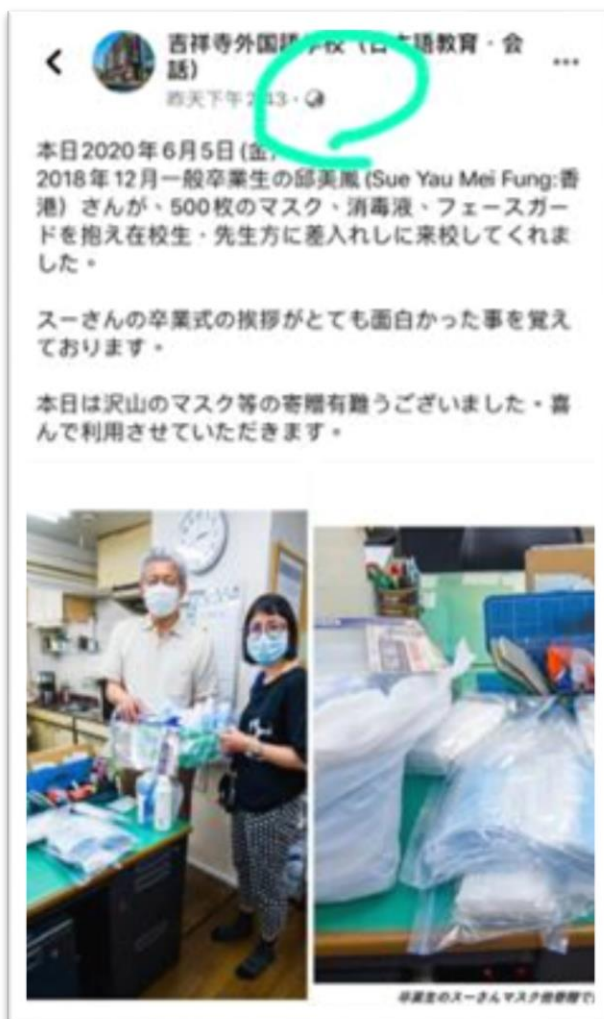 吉祥寺外国語学校（日本語教育・会
話）
昨天下午2:43・
本日2020年6月5日(金)
2018年12月一般卒業生の邱美鳳(Sue Yau Mei Fung:香
港）さんが、500枚のマスク、消毒液、フェースガー
ドを抱え在校生・先生方に差入れしに来校してくれま
した。
スーさんの卒業式の挨拶がとても面白かった事を覚え
ております。
本日は沢山のマスク等の寄贈有難うございました。喜
んで利用させていただきます。
卒業生のスーさんマスク他寄贈で